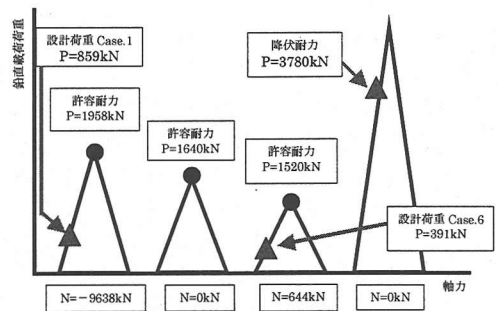 鉛直載荷荷重
設計荷重 Case.1
P=859kN
許容耐力
P=1958kN
許容耐力
P=1640kN
許容耐力
P=1520kN
降伏耐力
P=3780kN
設計荷重 Case.6
P=391kN
軸力
N=-9638kN
N=0kN
N=644kN
N=0kN